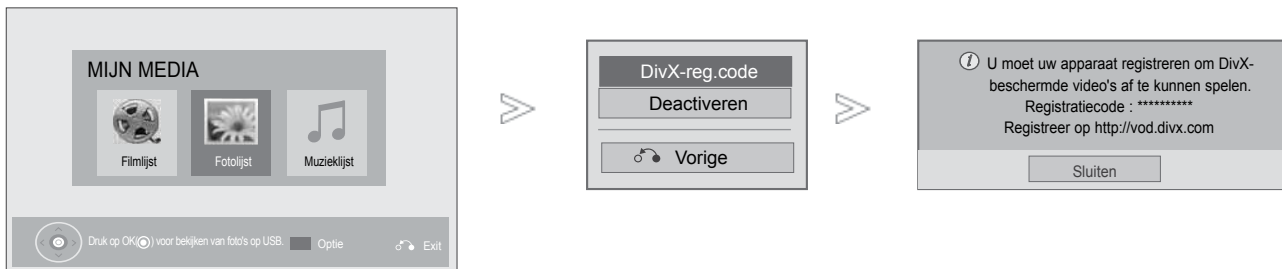 MIJN MEDIA
Filmlijst
Fotolijst
Muzieklijst
Druk op OK(◉) voor bekijken van foto's op USB.
Optie
Exit
DivX-reg.code
Deactiveren
Vorige
U moet uw apparaat registreren om DivX-
beschermde video's af te kunnen spelen.
Registratiecode : **********
Registreer op http://vod.divx.com
Sluiten